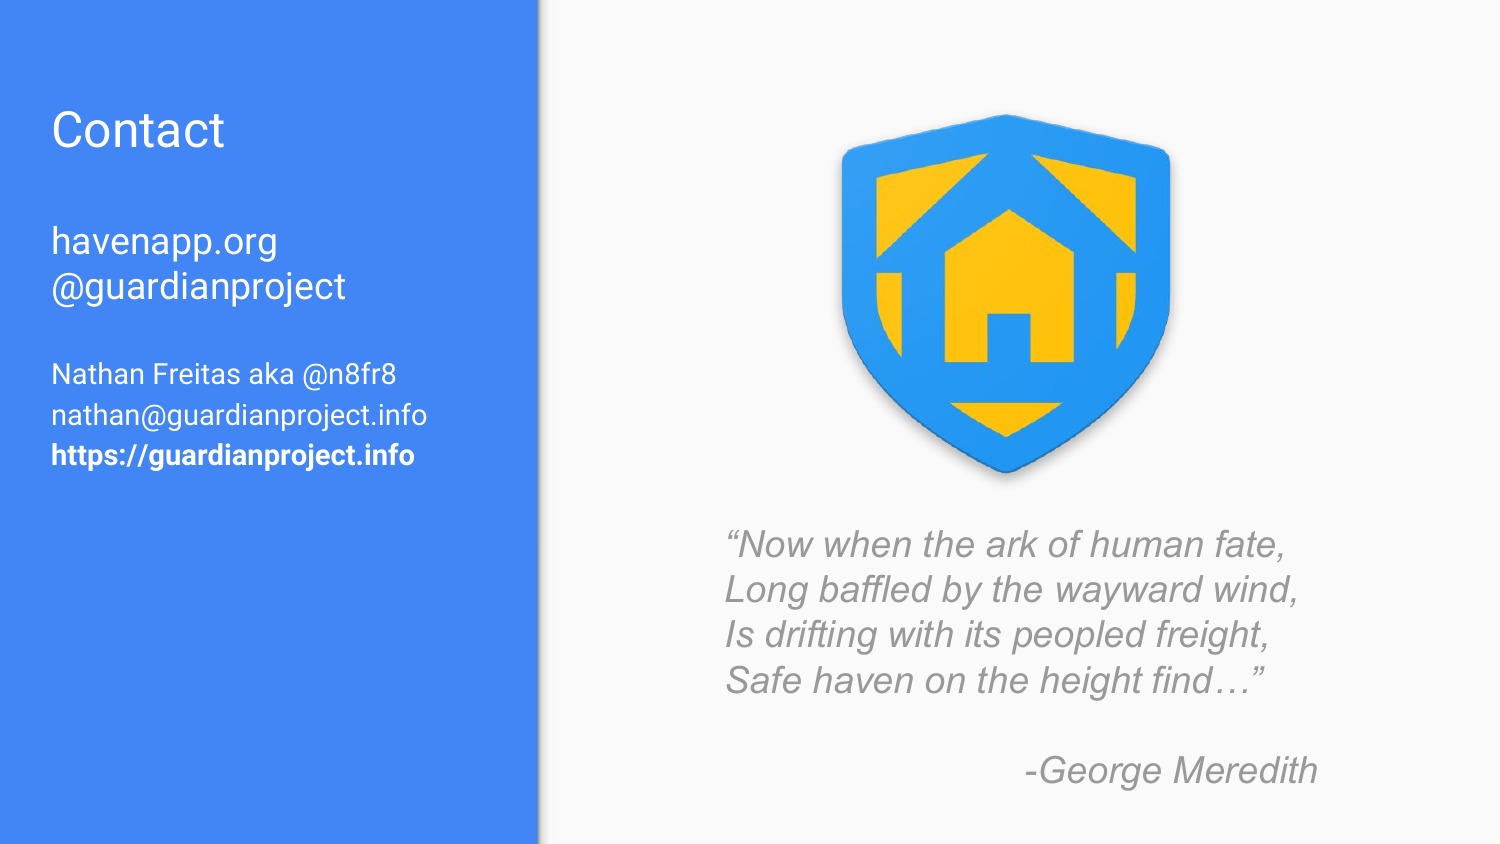 Contact
havenapp.org
@guardianproject
Nathan Freitas aka @n8fr8
nathan@guardianproject.info
https://guardianproject.info
“Now when the ark of human fate,
Long baffled by the wayward wind,
Is drifting with its peopled freight,
Safe haven on the height find…”
-George Meredith